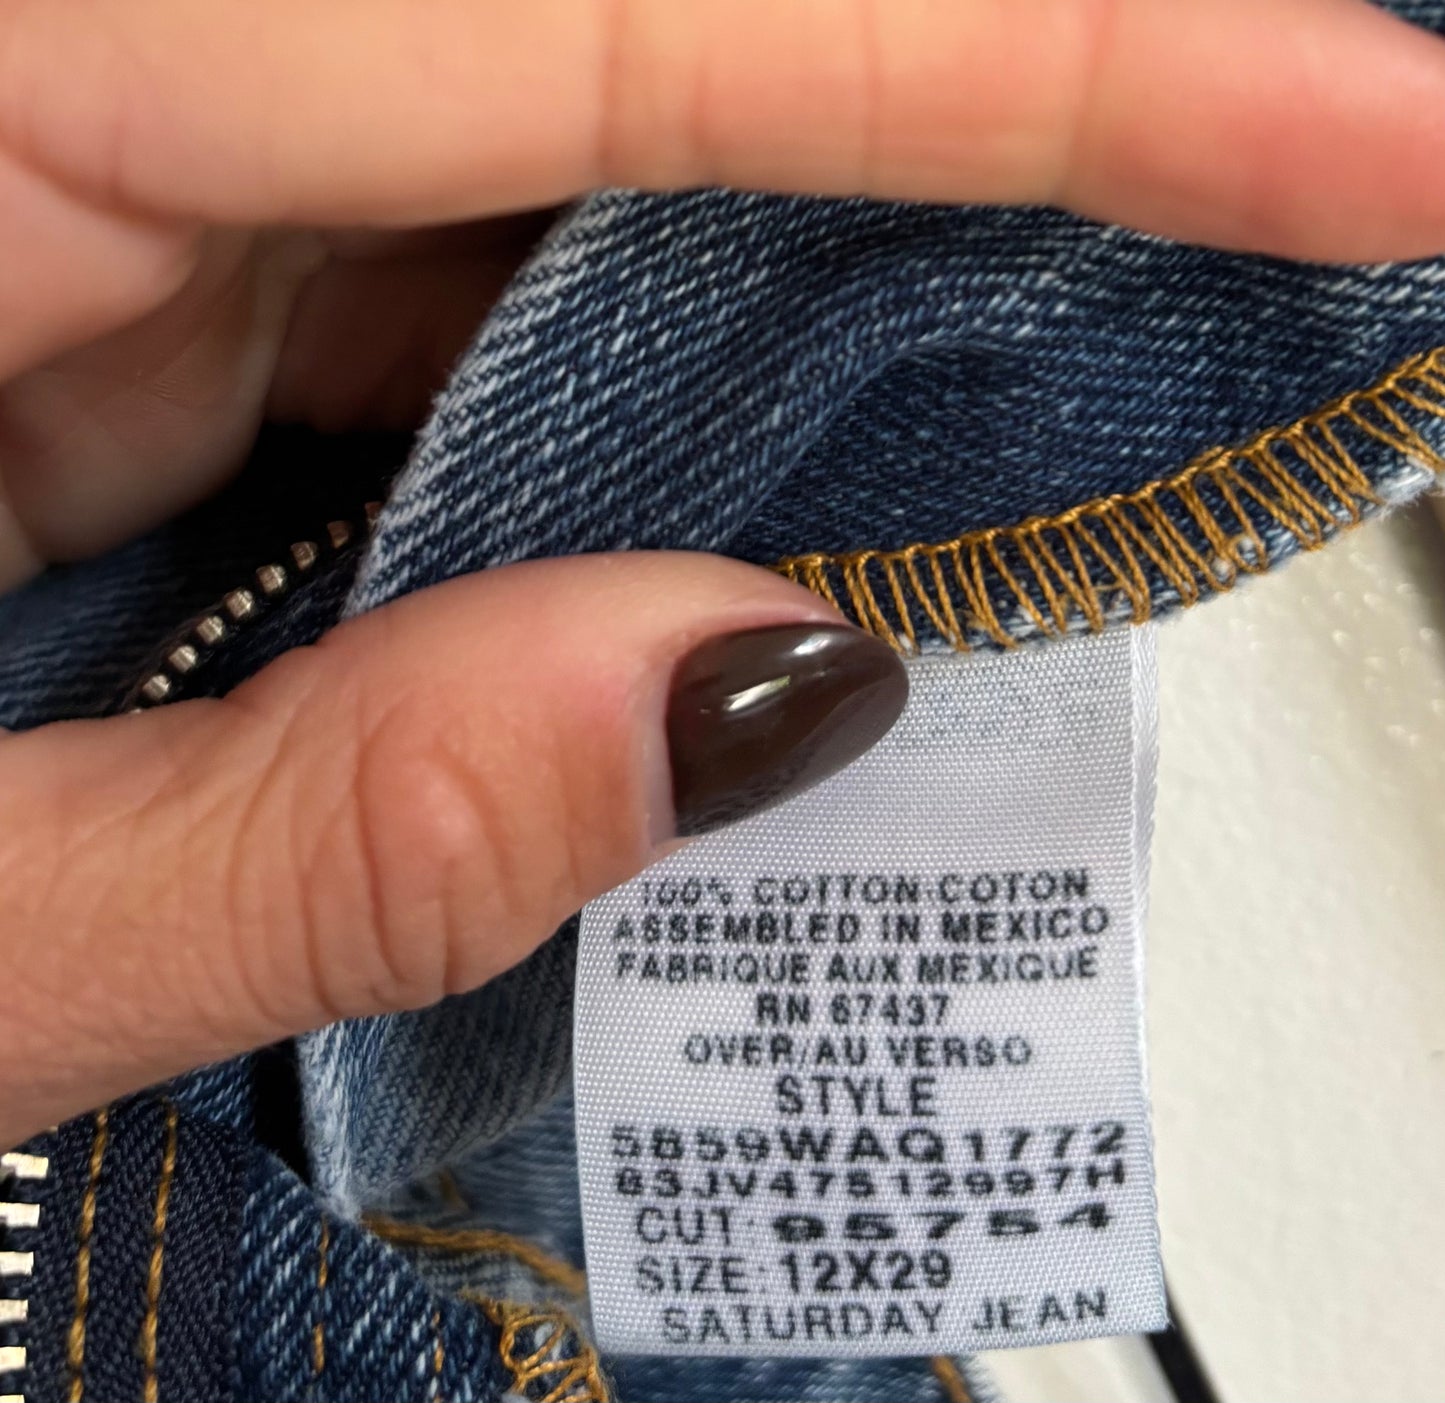 100% COTTON-COTON
ASSEMBLED IN MEXICO
FABRIQUE AUX MEXIQUE
RN 67437
OVER/AU VERSO
STYLE
5859WAQ1772
83JV47512997H
CUT: 95754
SIZE: 12X29
SATURDAY JEAN